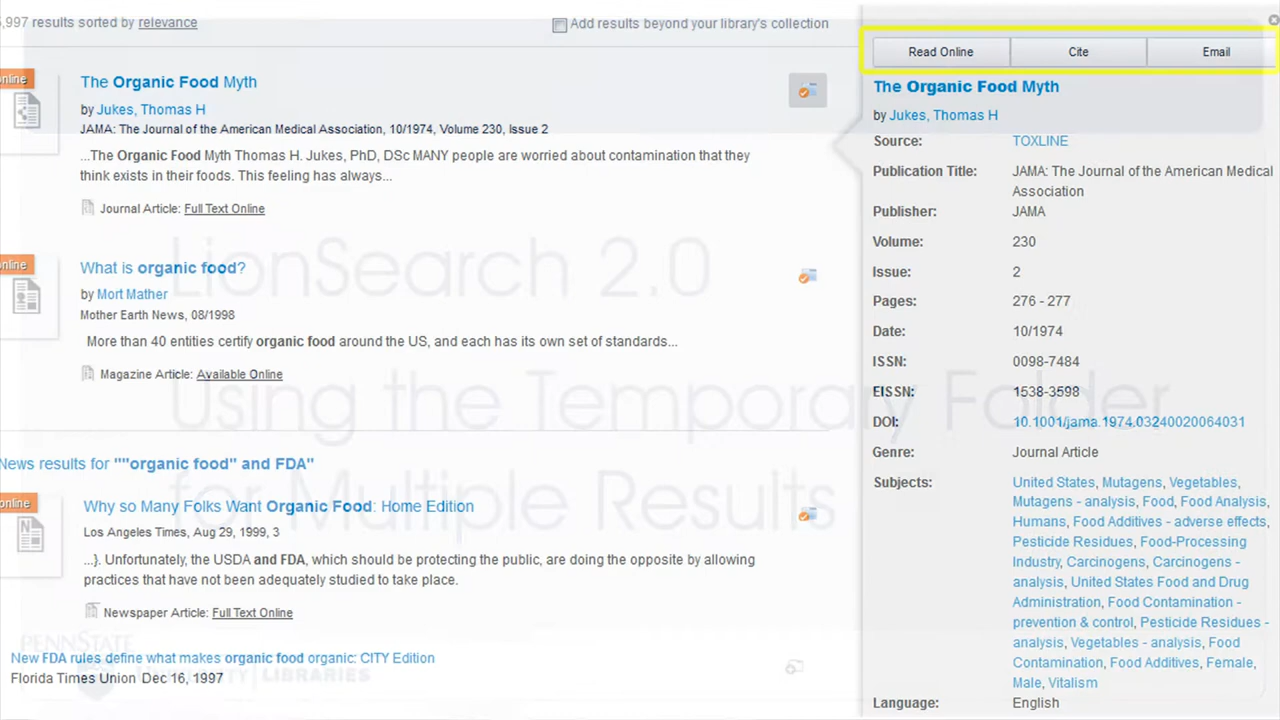 5,997 results sorted by relevance
Add results beyond your library's collection
nline
The Organic Food Myth
by Jukes, Thomas H
JAMA: The Journal of the American Medical Association, 10/1974, Volume 230, Issue 2
...The Organic Food Myth Thomas H. Jukes, PhD, DSc MANY people are worried about contamination that they
think exists in their foods. This feeling has always...
Journal Article: Full Text Online
nline
What is organic food?
by Mort Mather
Mother Earth News, 08/1998
More than 40 entities certify organic food around the US, and each has its own set of standards...
Magazine Article: Available Online
News results for ""organic food" and FDA"
nline
Why so Many Folks Want Organic Food: Home Edition
Los Angeles Times, Aug 29, 1999, 3
...}. Unfortunately, the USDA and FDA, which should be protecting the public, are doing the opposite by allowing
practices that have not been adequately studied to take place.
Newspaper Article: Full Text Online
New FDA rules define what makes organic food organic: CITY Edition
Florida Times Union Dec 16, 1997
Read Online Cite Email
The Organic Food Myth
by Jukes, Thomas H
Source: TOXLINE
Publication Title: JAMA: The Journal of the American Medical
Association
Publisher: JAMA
Volume: 230
Issue: 2
Pages: 276 - 277
Date: 10/1974
ISSN: 0098-7484
EISSN: 1538-3598
DOI: 10.1001/jama.1974.03240020064031
Genre: Journal Article
Subjects: United States, Mutagens, Vegetables,
Mutagens - analysis, Food, Food Analysis,
Humans, Food Additives - adverse effects,
Pesticide Residues, Food-Processing
Industry, Carcinogens, Carcinogens -
analysis, United States Food and Drug
Administration, Food Contamination -
prevention & control, Pesticide Residues -
analysis, Vegetables - analysis, Food
Contamination, Food Additives, Female,
Male, Vitalism
Language: English
LionSearch 2.0
Using the Temporary Folder
for Multiple Results
PENNSTATE
University LIBRARIES